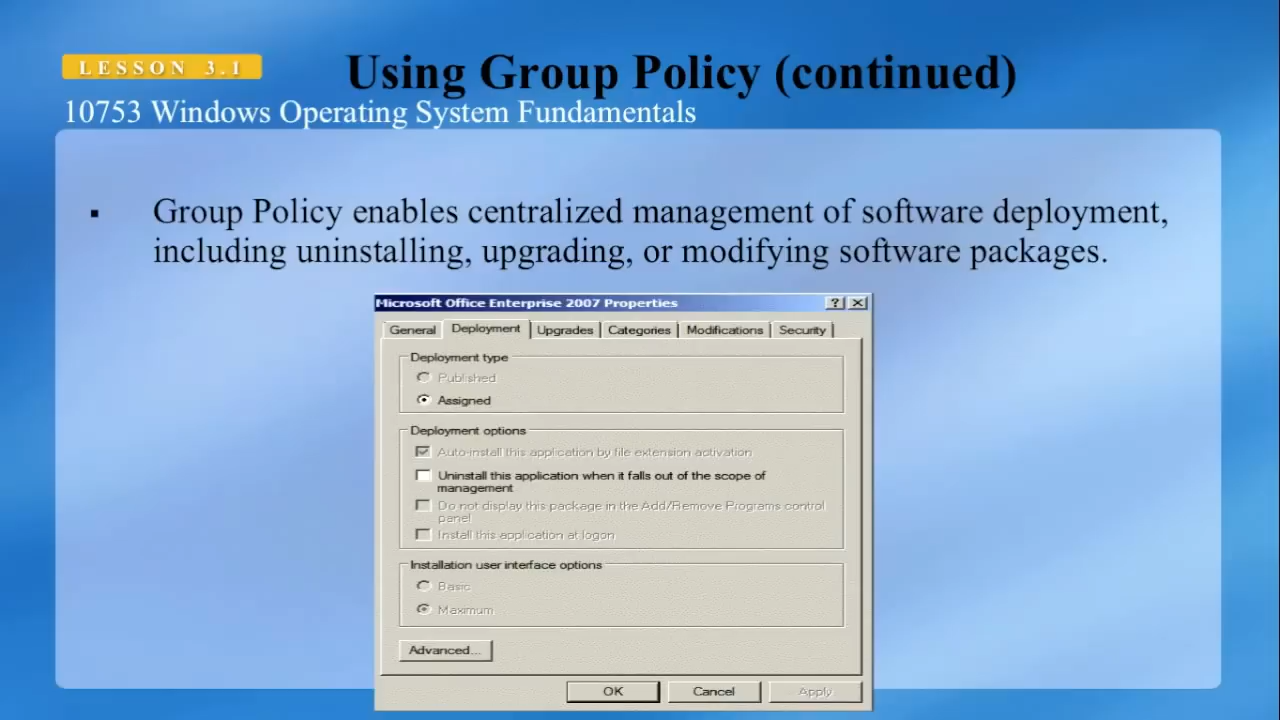 LESSON 3.1
Using Group Policy (continued)
10753 Windows Operating System Fundamentals
▪ Group Policy enables centralized management of software deployment,
including uninstalling, upgrading, or modifying software packages.
Microsoft Office Enterprise 2007 Properties
General Deployment Upgrades Categories Modifications Security
Deployment type
Published
Assigned
Deployment options
Auto-install this application by file extension activation
Uninstall this application when it falls out of the scope of
management
Do not display this package in the Add/Remove Programs control
panel
Install this application at logon
Installation user interface options
Basic
Maximum
Advanced...
OK Cancel Apply